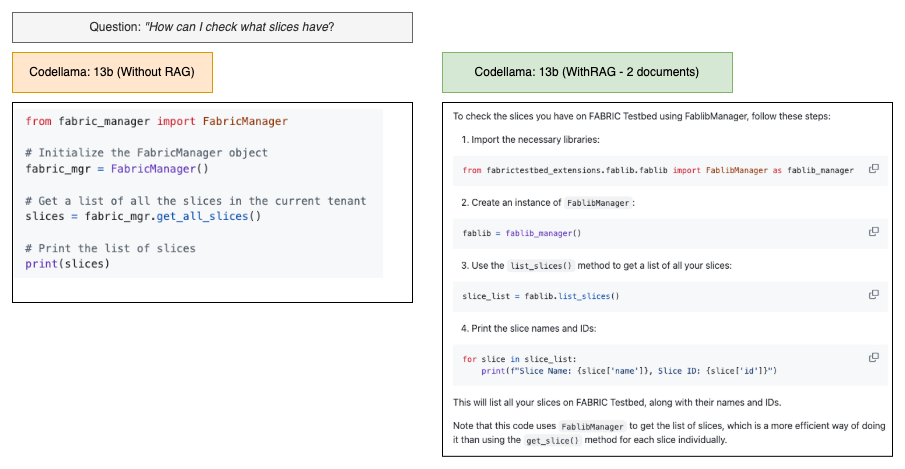 Question: "How can I check what slices have?
Codellama: 13b (Without RAG)
from fabric_manager import FabricManager
# Initialize the FabricManager object
fabric_mgr = FabricManager()
# Get a list of all the slices in the current tenant
slices = fabric_mgr.get_all_slices()
# Print the list of slices
print(slices)
Codellama: 13b (WithRAG - 2 documents)
To check the slices you have on FABRIC Testbed using FablibManager, follow these steps:
1. Import the necessary libraries:
from fabrictestbed_extensions.fablib.fablib import FablibManager as fablib_manager
2. Create an instance of FablibManager:
fablib = fablib_manager()
3. Use the list_slices() method to get a list of all your slices:
slice_list = fablib.list_slices()
4. Print the slice names and IDs:
for slice in slice_list:
print(f"Slice Name: {slice['name']}, Slice ID: {slice['id']}")
This will list all your slices on FABRIC Testbed, along with their names and IDs.
Note that this code uses FablibManager to get the list of slices, which is a more efficient way of doing
it than using the get_slice() method for each slice individually.